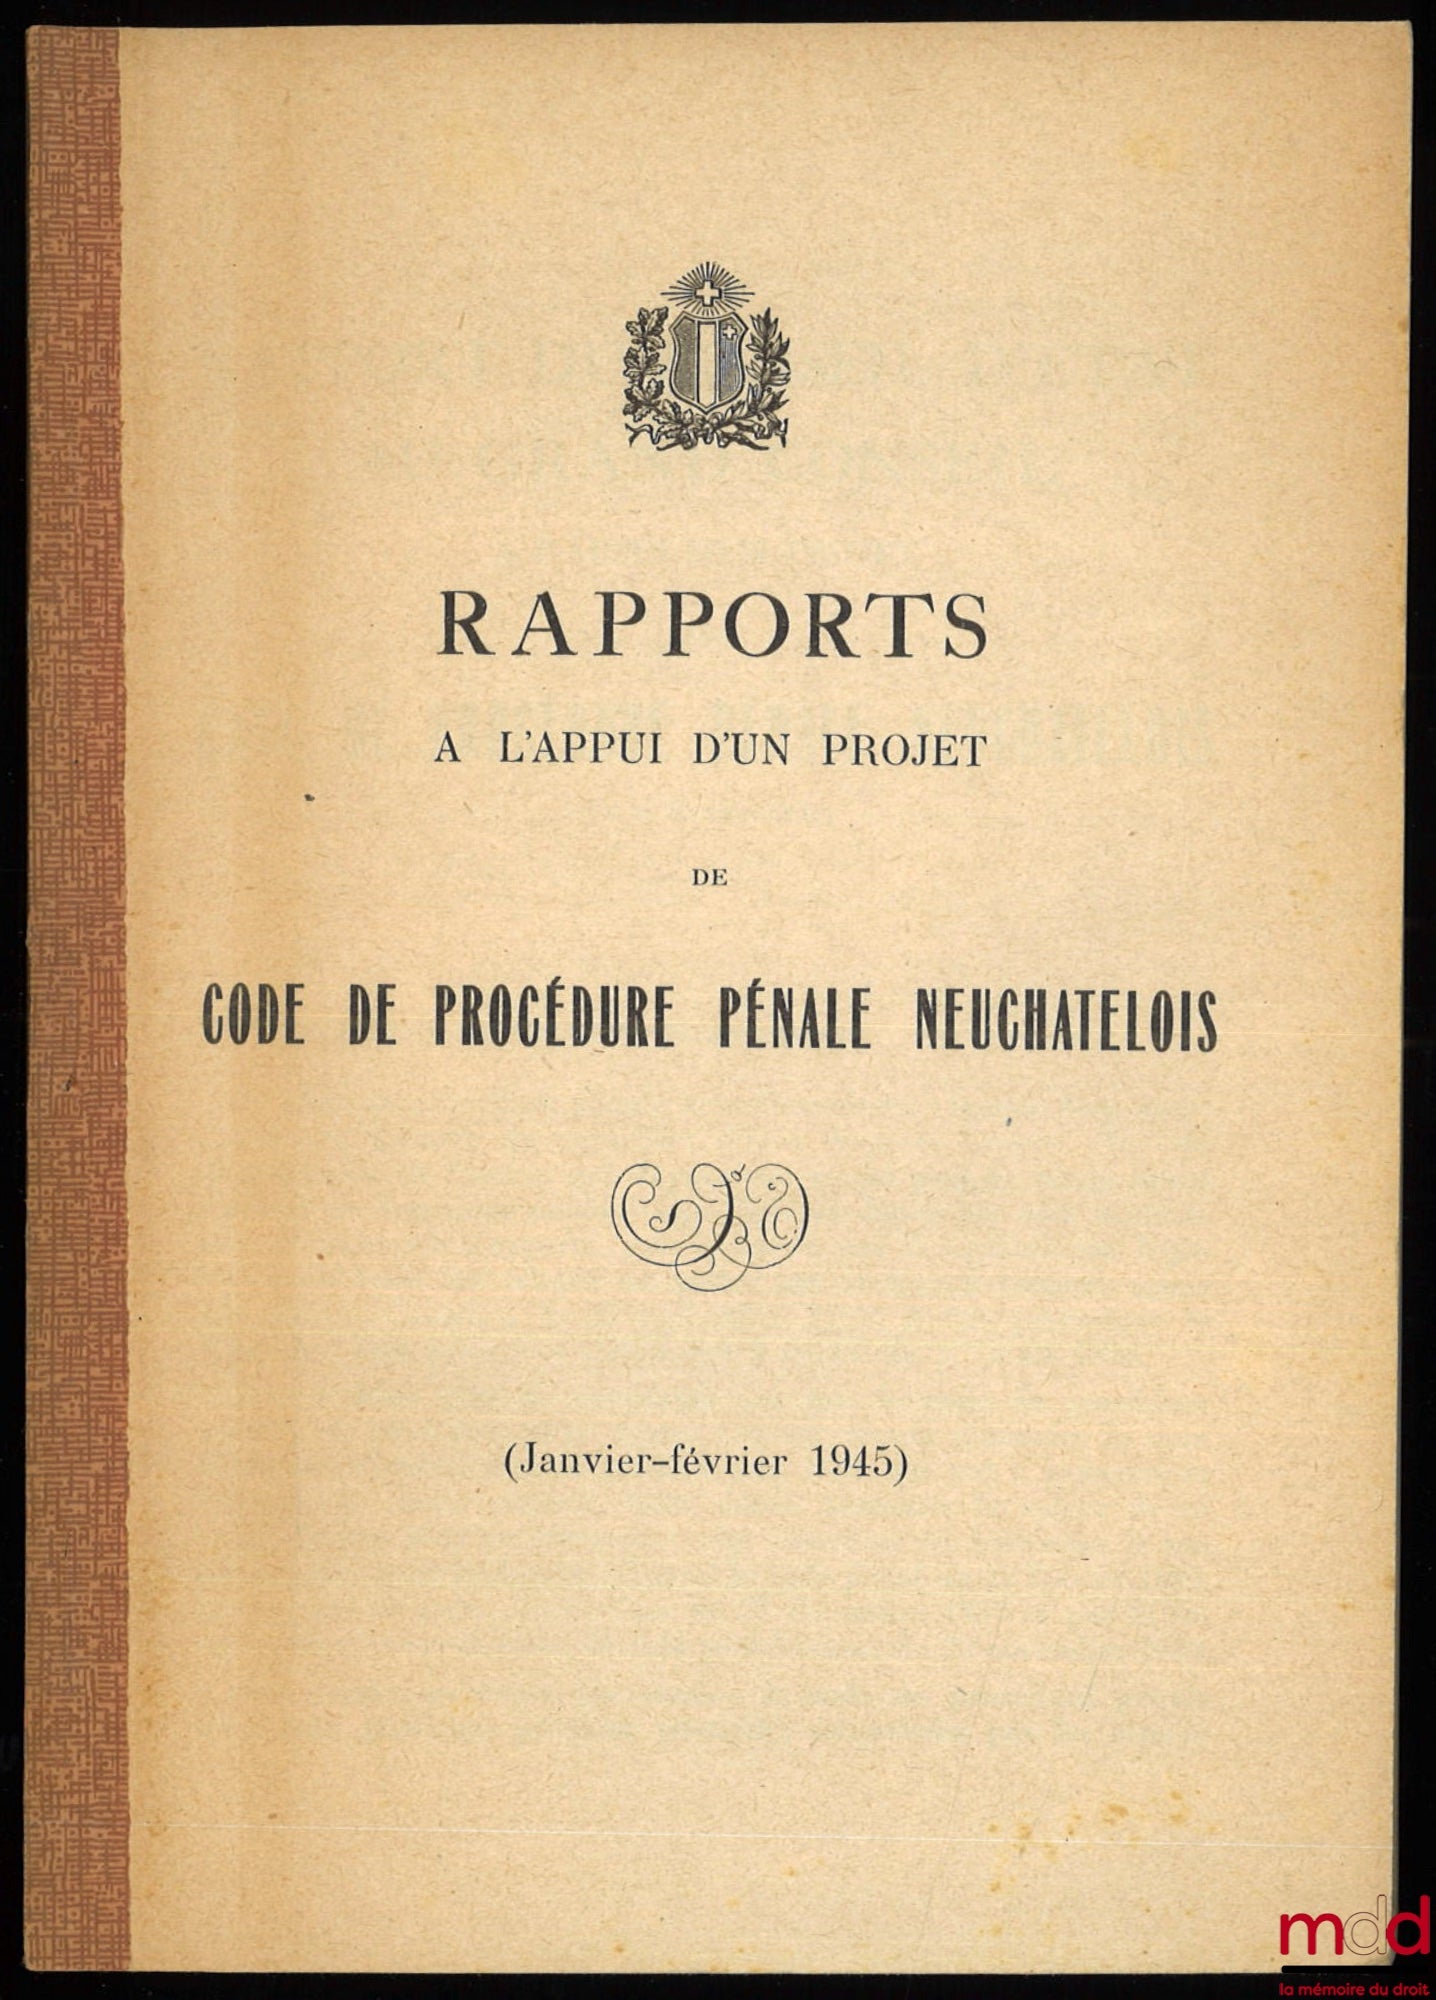 RAPPORTS
A L'APPUI D'UN PROJET
DE
CODE DE PROCÉDURE PÉNALE NEUCHATELOIS
(Janvier-février 1945)
mdd
la mémoire du droit